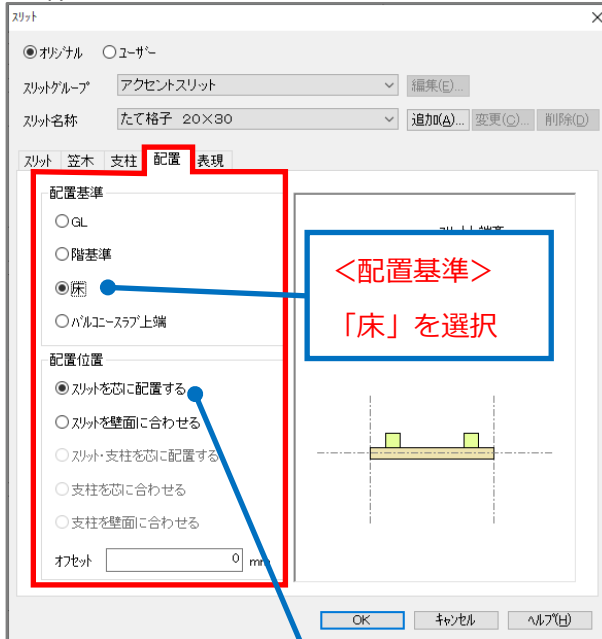 スリット
オリジナル ユーザー
スリットグループ アクセントスリット 編集(E)...
スリット名称 たて格子 20×30 追加(A)... 変更(C)... 削除(D)
スリット 笠木 支柱 配置 表現
配置基準
GL
階基準
床
バルコニースラブ上端
<配置基準>
「床」を選択
配置位置
スリットを芯に配置する
スリットを壁面に合わせる
スリット・支柱を芯に配置する
支柱を芯に合わせる
支柱を壁面に合わせる
オフセット 0 mm
OK キャンセル ヘルプ(H)